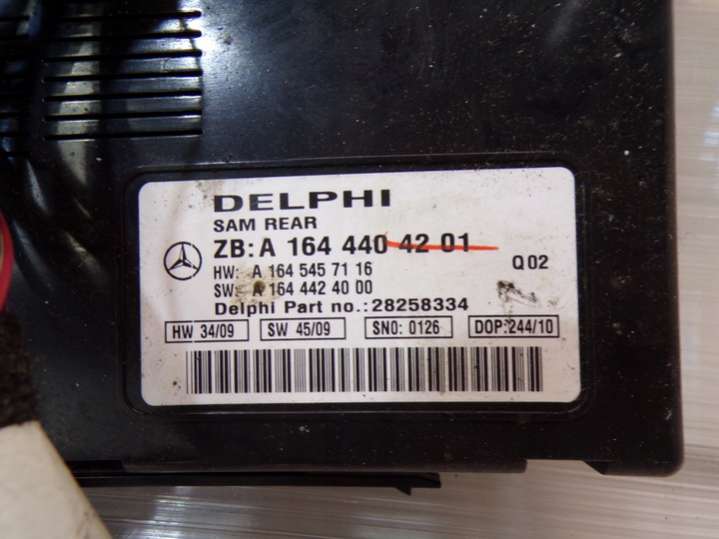 DELPHI
SAM REAR
ZB: A 164 440 42 01
Q02
HW: A 164 545 71 16
SW: A 164 442 40 00
Delphi Part no.:28258334
HW 34/09 SW 45/09 SNO: 0126 DOP:244/10